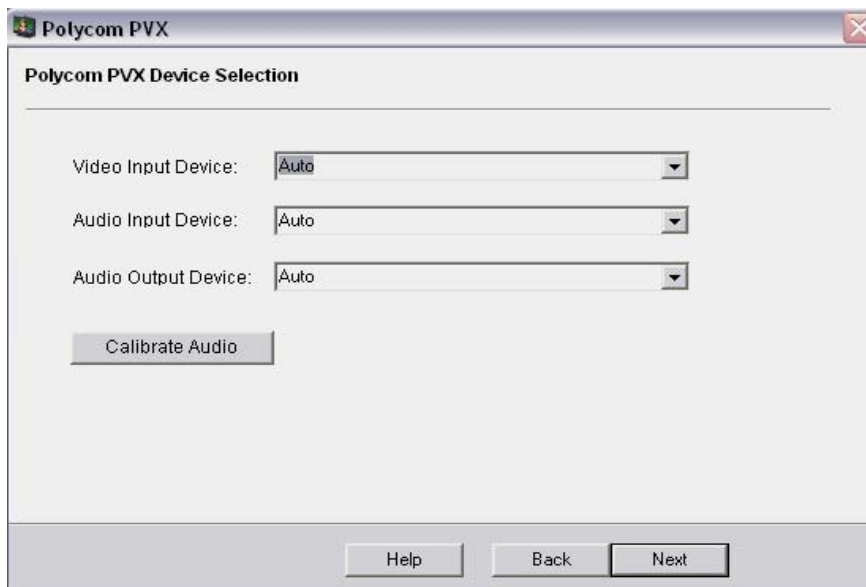 Polycom PVX
Polycom PVX Device Selection
Video Input Device: Auto
Audio Input Device: Auto
Audio Output Device: Auto
Calibrate Audio
Help Back Next